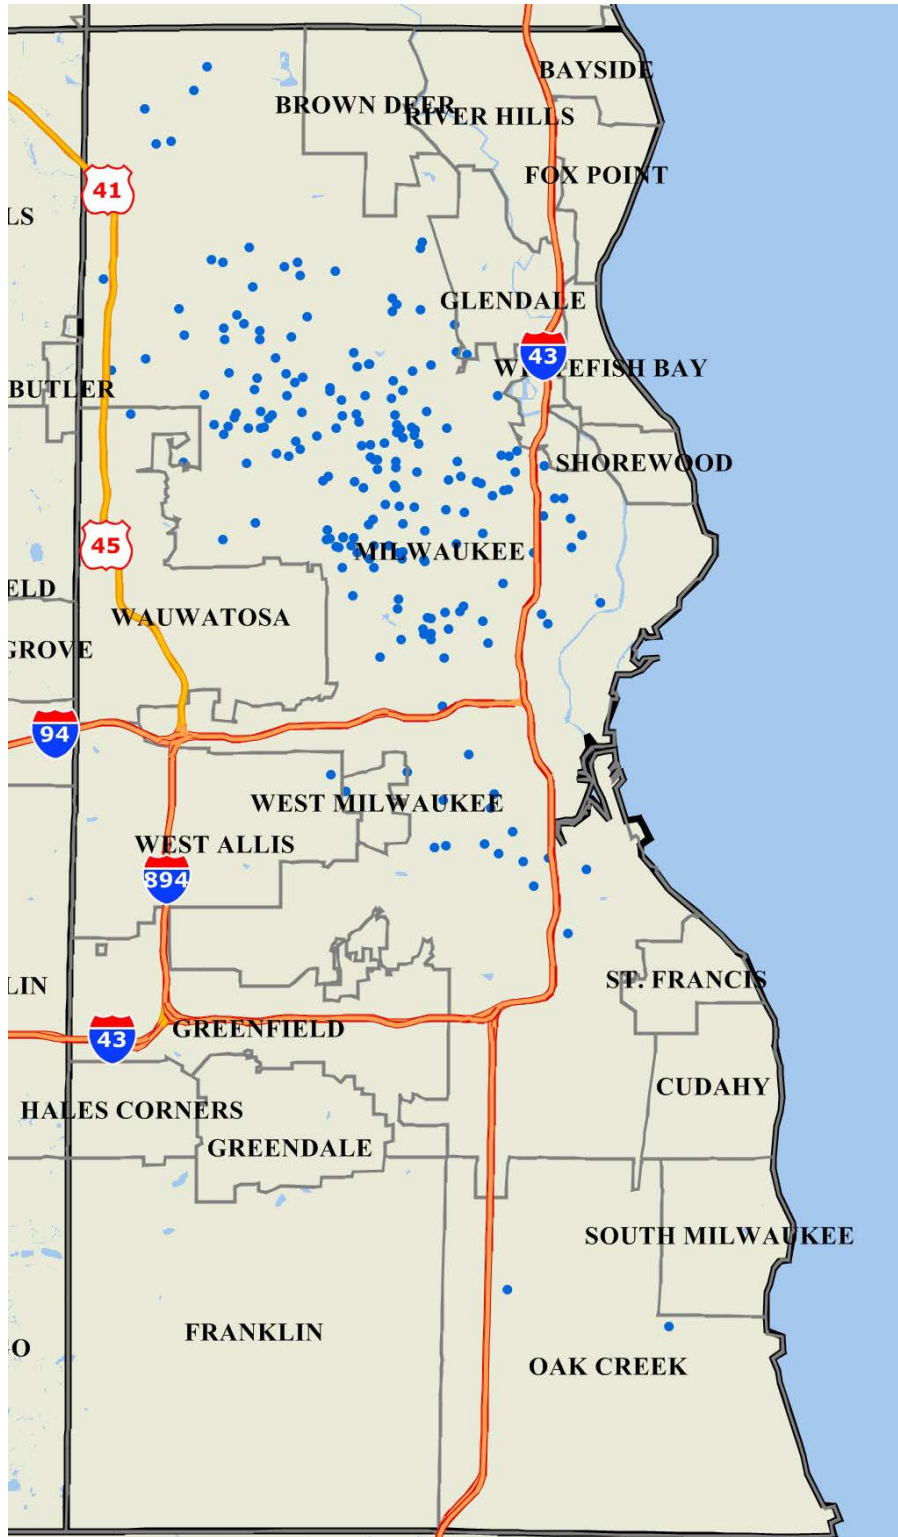 BAYSIDE
BROWN DEER
RIVER HILLS
FOX POINT
41
LS
GLENDALE
43
WHITEFISH BAY
BUTLER
SHOREWOOD
45
MILWAUKEE
ELD
WAUWATOSA
GROVE
94
WEST MILWAUKEE
WEST ALLIS
894
ST. FRANCIS
LIN
GREENFIELD
43
CUDAHY
HALES CORNERS
GREENDALE
SOUTH MILWAUKEE
FRANKLIN
O
OAK CREEK